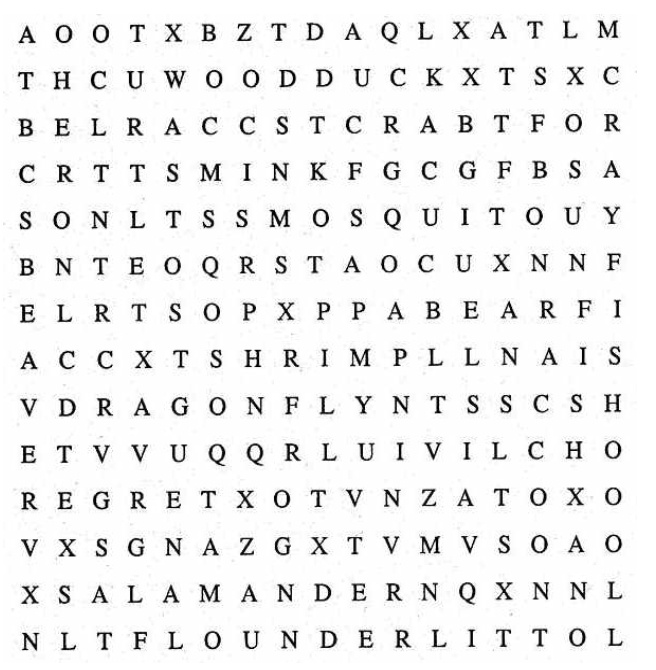 A O O T X B Z T D A Q L X A T L M
T H C U W O O D D U C K X T S X C
B E L R A C C S T C R A B T F O R
C R T T S M I N K F G C G F B S A
S O N L T S S M O S Q U I T O U Y
B N T E O Q R S T A O C U X N N F
E L R T S O P X P P A B E A R F I
A C C X T S H R I M P L L N A I S
V D R A G O N F L Y N T S S C S H
E T V V U Q Q R L U I V I L C H O
R E G R E T X O T V N Z A T O X O
V X S G N A Z G X T V M V S O A O
X S A L A M A N D E R N Q X N N L
N L T F L O U N D E R L I T T O L